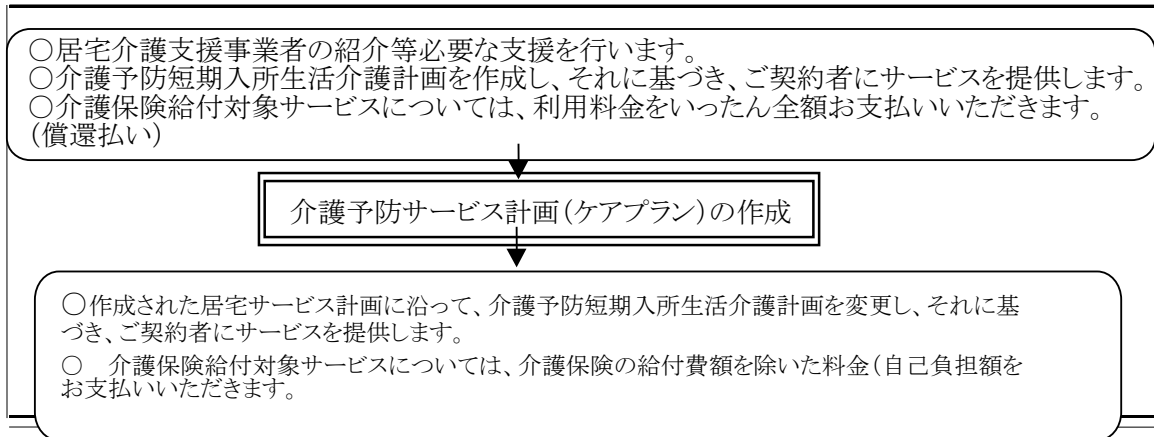 ○居宅介護支援事業者の紹介等必要な支援を行います。
○介護予防短期入所生活介護計画を作成し、それに基づき、ご契約者にサービスを提供します。
○介護保険給付対象サービスについては、利用料金をいったん全額お支払いいただきます。
(償還払い)
介護予防サービス計画(ケアプラン)の作成
○作成された居宅サービス計画に沿って、介護予防短期入所生活介護計画を変更し、それに基
づき、ご契約者にサービスを提供します。
○　介護保険給付対象サービスについては、介護保険の給付費額を除いた料金(自己負担額を
お支払いいただきます。